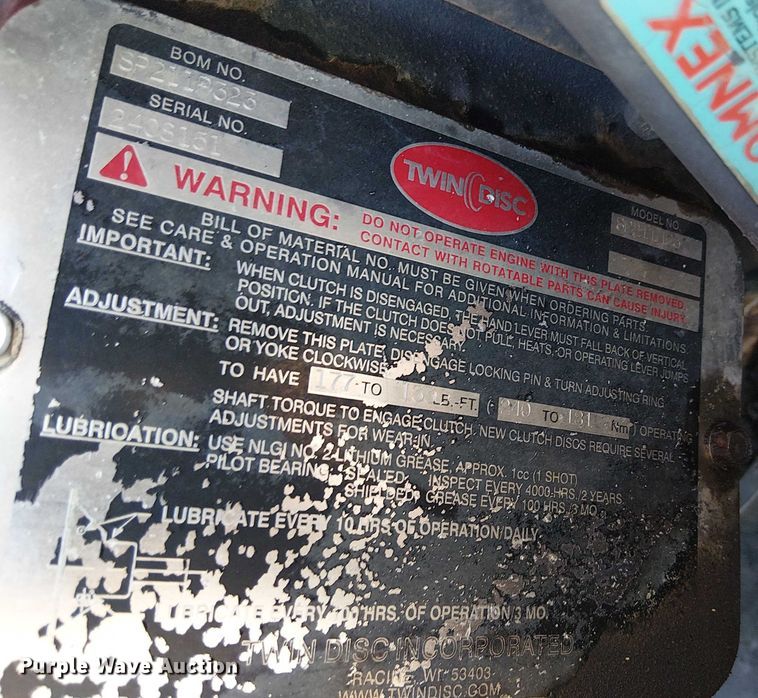 OMNEX
SYSTEMS IN
BOM NO.
SP2111P323
SERIAL NO.
2403151
TWIN DISC
MODEL NO.
WARNING:
DO NOT OPERATE ENGINE WITH THIS PLATE REMOVED.
CONTACT WITH ROTATABLE PARTS CAN CAUSE INJURY.
BILL OF MATERIAL NO. MUST BE GIVEN WHEN ORDERING PARTS.
SEE CARE & OPERATION MANUAL FOR ADDITIONAL INFORMATION & LIMITATIONS
IMPORTANT: WHEN CLUTCH IS DISENGAGED, THE HAND LEVER MUST FALL BACK OF VERTICAL
POSITION. IF THE CLUTCH DOES NOT PULL, HEATS, OR OPERATING LEVER JUMPS
OUT, ADJUSTMENT IS NECESSARY.
ADJUSTMENT: REMOVE THIS PLATE, DISENGAGE LOCKING PIN & TURN ADJUSTING RING
OR YOKE CLOCKWISE
TO HAVE 177 TO LB.-FT. ( 240 TO Nm) OPERATING
SHAFT TORQUE TO ENGAGE CLUTCH. NEW CLUTCH DISCS REQUIRE SEVERAL
ADJUSTMENTS FOR WEAR-IN.
LUBRICATION: USE NLGI NO. 2 LITHIUM GREASE, APPROX. 1cc (1 SHOT)
PILOT BEARING: SEALED: INSPECT EVERY 4000 HRS./2 YEARS.
SHIELDED: GREASE EVERY 100 HRS./3 MO.
LUBRICATE EVERY 10 HRS OF OPERATION/DAILY.
EVERY HRS. OF OPERATION/3 MO.
TWIN DISC INCORPORATED
RACINE, WI 53403
WWW.TWINDISC.COM
Purple Wave Auction